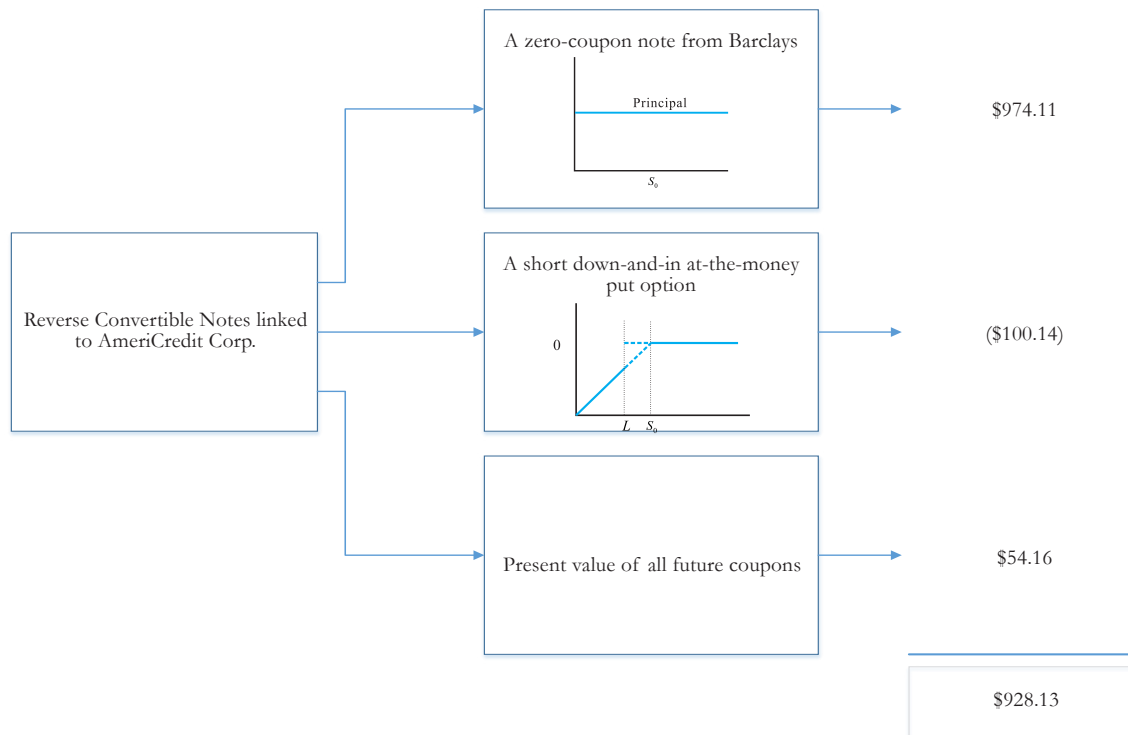 A zero-coupon note from Barclays
Principal
S₀
$974.11
Reverse Convertible Notes linked
to AmeriCredit Corp.
A short down-and-in at-the-money
put option
0
L S₀
($100.14)
Present value of all future coupons
$54.16
$928.13